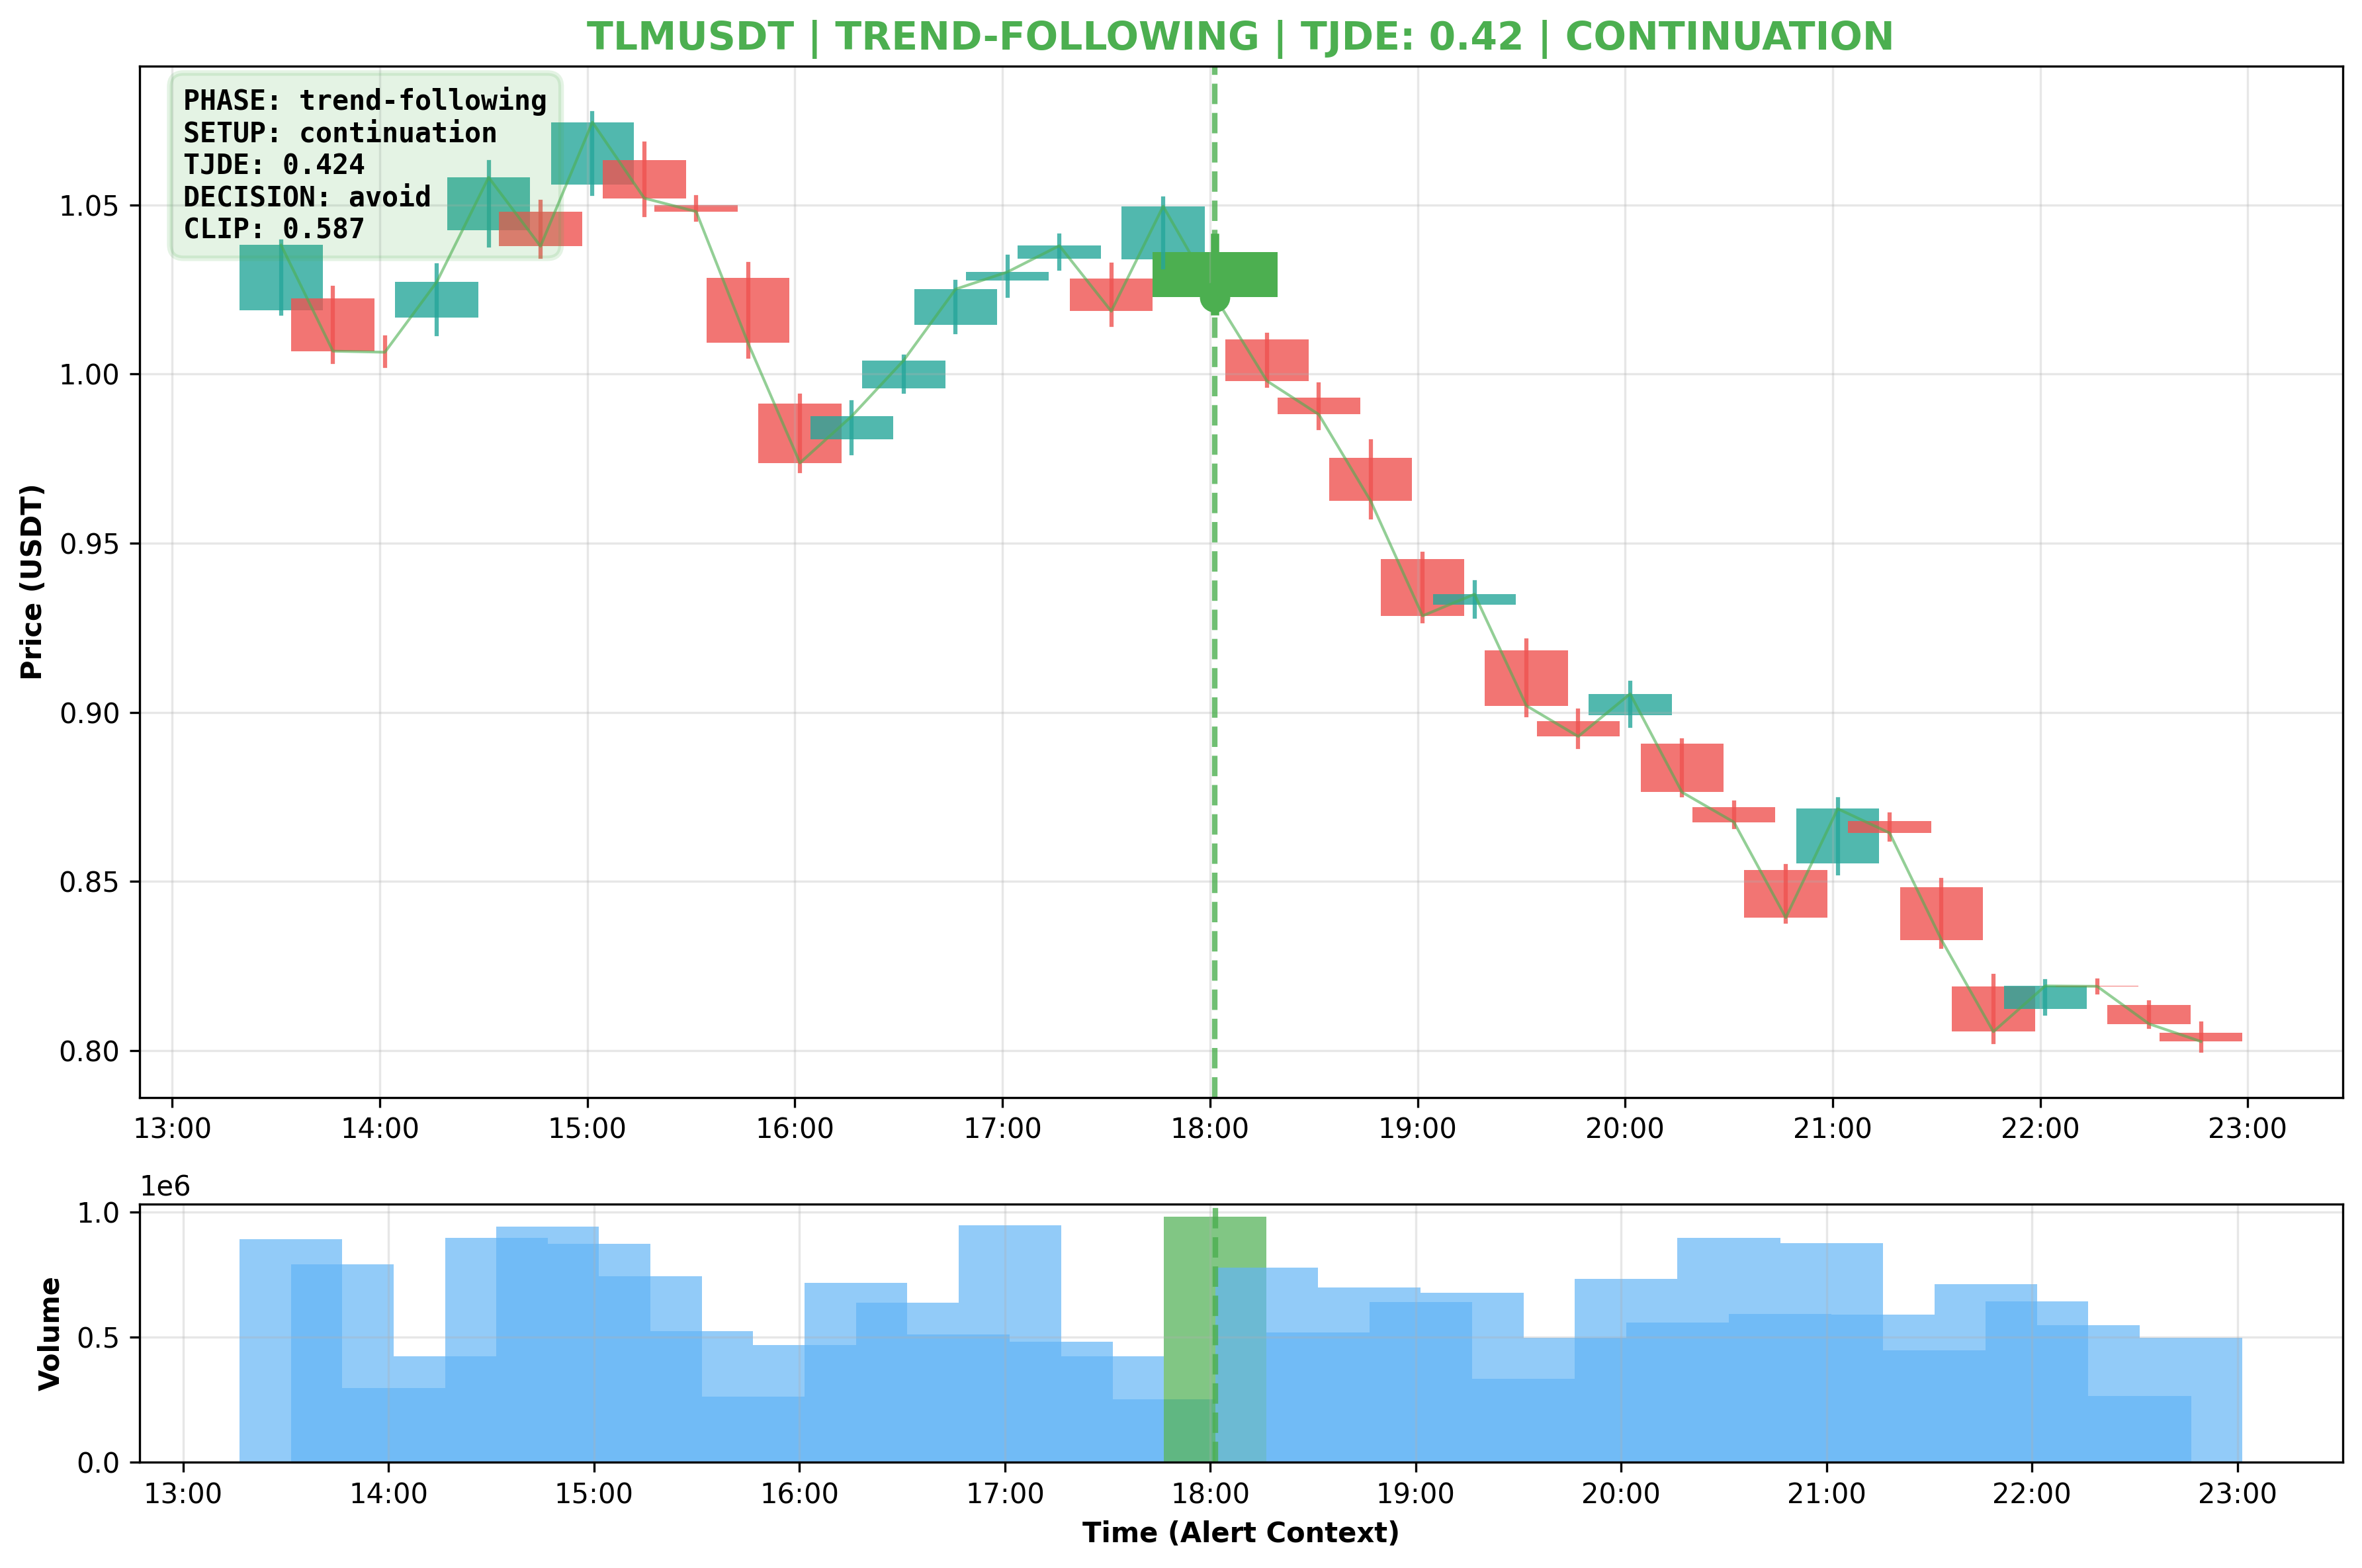 TLMUSDT | TREND-FOLLOWING | TJDE: 0.42 | CONTINUATION
PHASE: trend-following
SETUP: continuation
TJDE: 0.424
DECISION: avoid
CLIP: 0.587
Price (USDT)
1.05
1.00
0.95
0.90
0.85
0.80
13:00 14:00 15:00 16:00 17:00 18:00 19:00 20:00 21:00 22:00 23:00
1e6
Volume
1.0
0.5
0.0
13:00 14:00 15:00 16:00 17:00 18:00 19:00 20:00 21:00 22:00 23:00
Time (Alert Context)